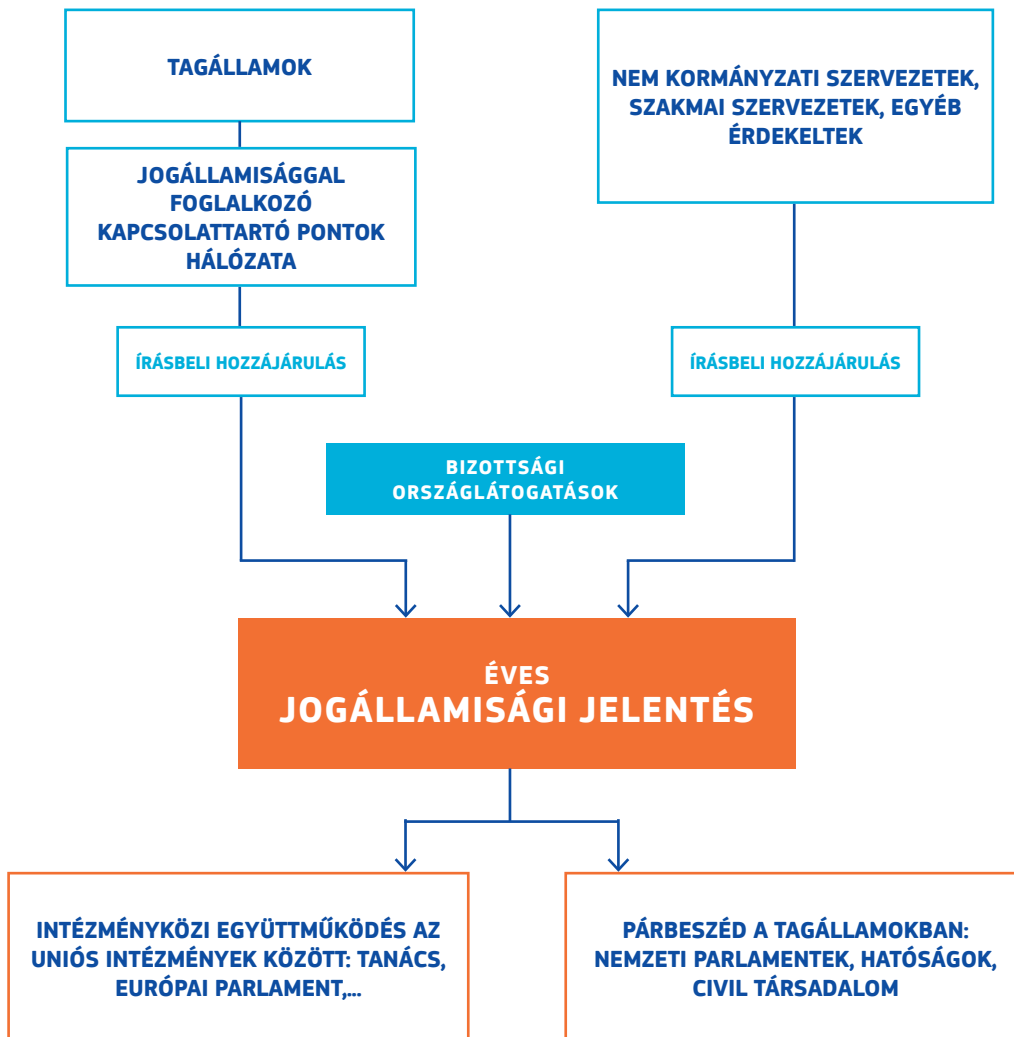 TAGÁLLAMOK
NEM KORMÁNYZATI SZERVEZETEK,
SZAKMAI SZERVEZETEK, EGYÉB
ÉRDEKELTEK
JOGÁLLAMISÁGGAL
FOGLALKOZÓ
KAPCSOLATTARTÓ PONTOK
HÁLÓZATA
ÍRÁSBELI HOZZÁJÁRULÁS
ÍRÁSBELI HOZZÁJÁRULÁS
BIZOTTSÁGI
ORSZÁGLÁTOGATÁSOK
ÉVES
JOGÁLLAMISÁGI JELENTÉS
INTÉZMÉNYKÖZI EGYÜTTMŰKÖDÉS AZ
UNIÓS INTÉZMÉNYEK KÖZÖTT: TANÁCS,
EURÓPAI PARLAMENT,...
PÁRBESZÉD A TAGÁLLAMOKBAN:
NEMZETI PARLAMENTEK, HATÓSÁGOK,
CIVIL TÁRSADALOM